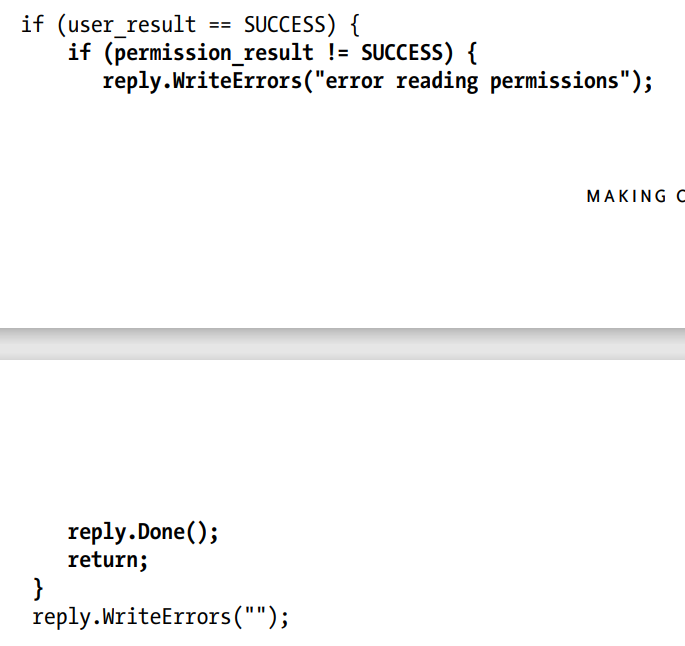 if (user_result == SUCCESS) {
if (permission_result != SUCCESS) {
reply.WriteErrors("error reading permissions");
MAKING
reply.Done();
return;
}
reply.WriteErrors("");